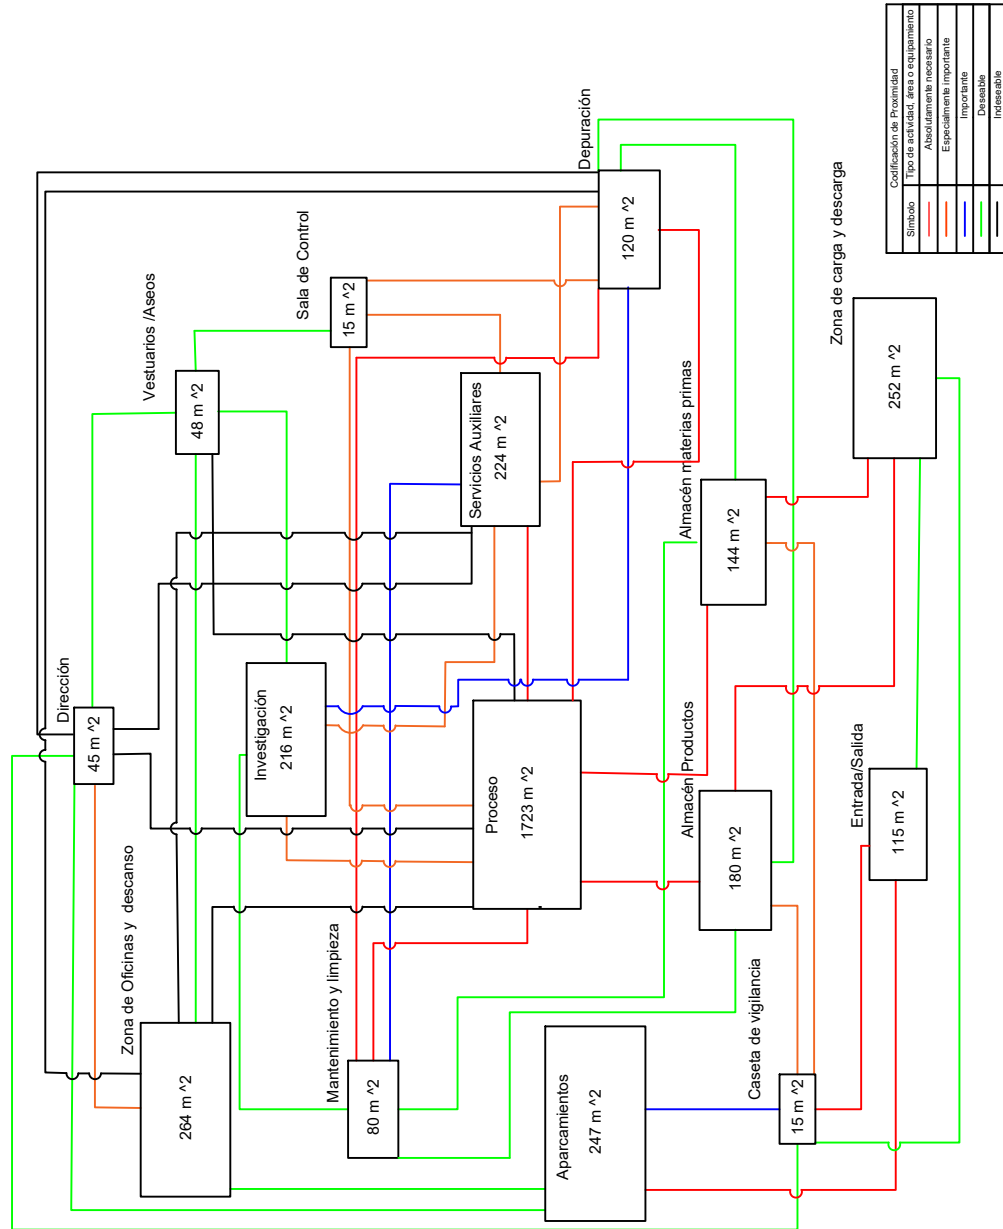 Dirección
45 m ^2
Zona de Oficinas y descanso
264 m ^2
Vestuarios /Aseos
48 m ^2
Investigación
216 m ^2
Sala de Control
15 m ^2
Mantenimiento y limpieza
80 m ^2
Servicios Auxiliares
224 m ^2
Proceso
1723 m ^2
Aparcamientos
247 m ^2
Depuración
120 m ^2
Almacén materias primas
144 m ^2
Almacén Productos
180 m ^2
Caseta de vigilancia
15 m ^2
Zona de carga y descarga
252 m ^2
Entrada/Salida
115 m ^2
Codificación de Proximidad
Símbolo Tipo de actividad, área o equipamiento
Absolutamente necesario
Especialmente importante
Importante
Deseable
Indeseable